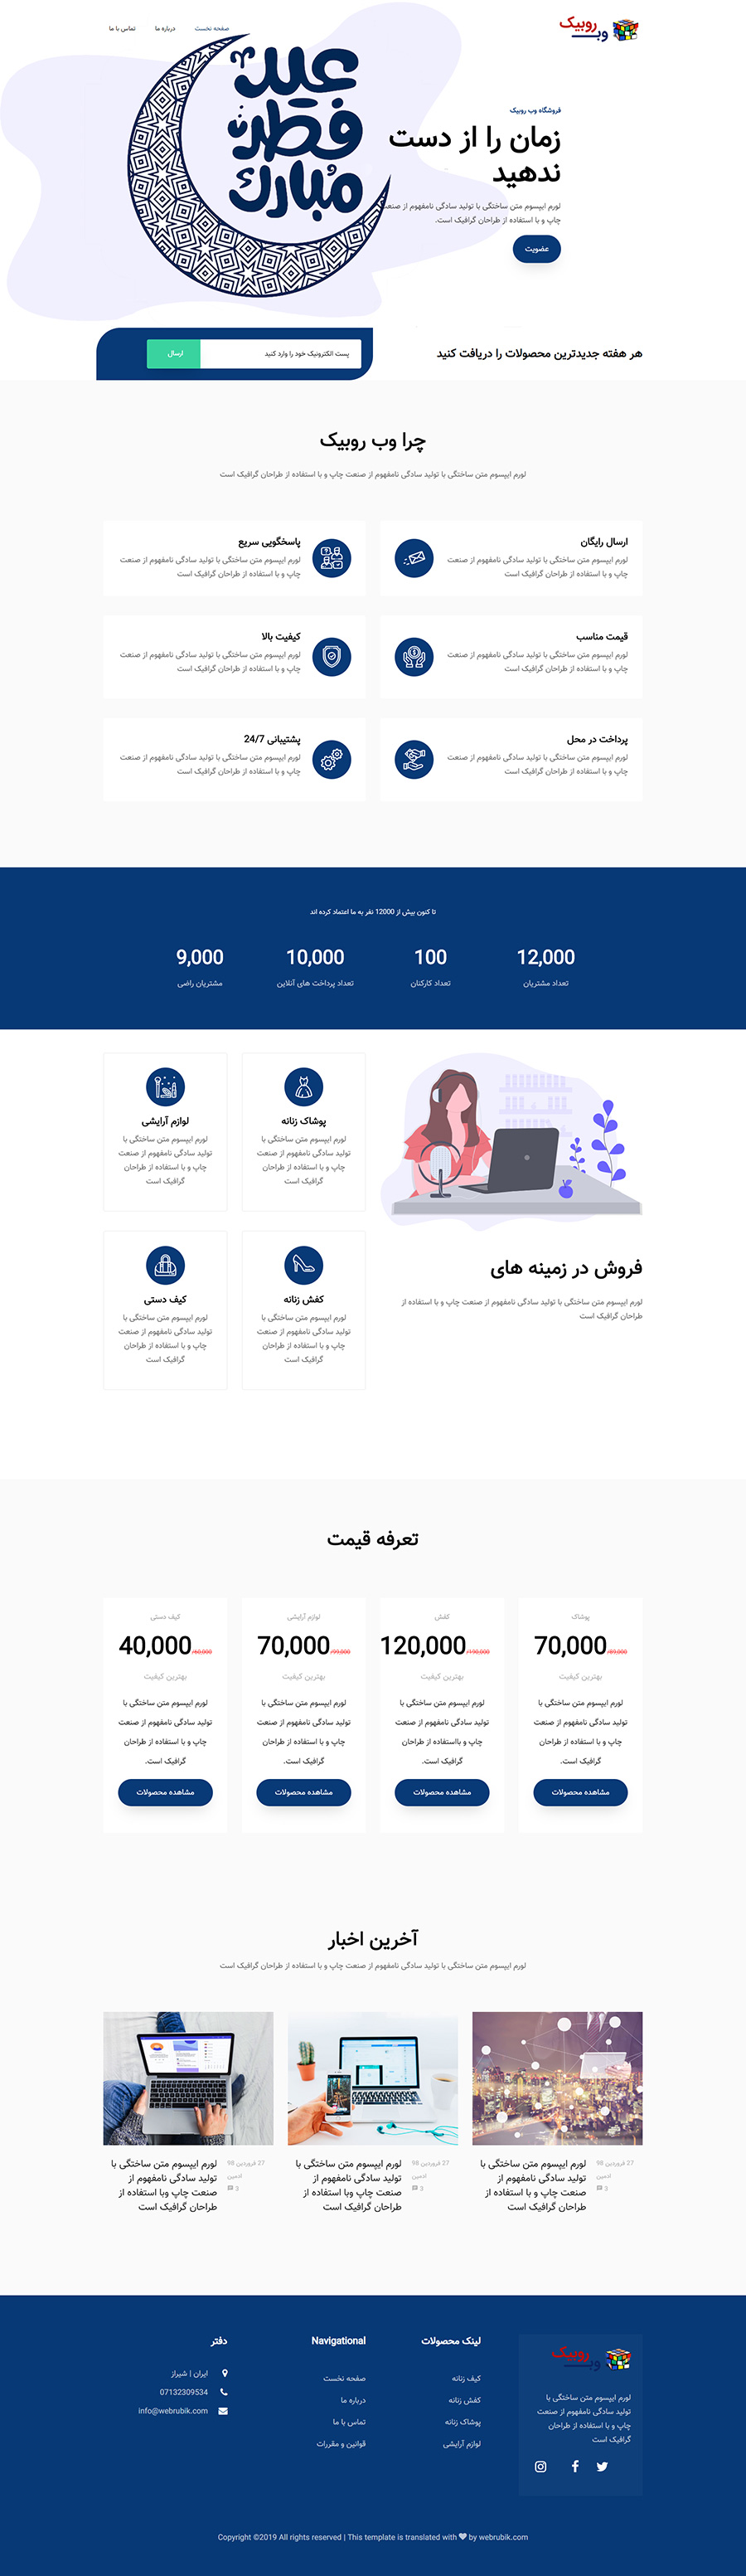 وب روبیک
صفحه نخست
درباره ما
تماس با ما
عيد
فطر
مبارك
فروشگاه وب روبیک
زمان را از دست
ندهید
لورم ایپسوم متن ساختگی با تولید سادگی نامفهوم از صنعت
چاپ و با استفاده از طراحان گرافیک است.
عضویت
هر هفته جدیدترین محصولات را دریافت کنید
پست الکترونیک خود را وارد کنید
ارسال
چرا وب روبیک
لورم ایپسوم متن ساختگی با تولید سادگی نامفهوم از صنعت چاپ و با استفاده از طراحان گرافیک است
ارسال رایگان
لورم ایپسوم متن ساختگی با تولید سادگی نامفهوم از صنعت
چاپ و با استفاده از طراحان گرافیک است
پاسخگویی سریع
لورم ایپسوم متن ساختگی با تولید سادگی نامفهوم از صنعت
چاپ و با استفاده از طراحان گرافیک است
قیمت مناسب
لورم ایپسوم متن ساختگی با تولید سادگی نامفهوم از صنعت
چاپ و با استفاده از طراحان گرافیک است
کیفیت بالا
لورم ایپسوم متن ساختگی با تولید سادگی نامفهوم از صنعت
چاپ و با استفاده از طراحان گرافیک است
پرداخت در محل
لورم ایپسوم متن ساختگی با تولید سادگی نامفهوم از صنعت
چاپ و با استفاده از طراحان گرافیک است
پشتیبانی 24/7
لورم ایپسوم متن ساختگی با تولید سادگی نامفهوم از صنعت
چاپ و با استفاده از طراحان گرافیک است
تا کنون بیش از 12000 نفر به ما اعتماد کرده اند
12,000
تعداد مشتریان
100
تعداد کارکنان
10,000
تعداد پرداخت های آنلاین
9,000
مشتریان راضی
فروش در زمینه های
لورم ایپسوم متن ساختگی با تولید سادگی نامفهوم از صنعت چاپ و با استفاده از
طراحان گرافیک است
پوشاک زنانه
لورم ایپسوم متن ساختگی با
تولید سادگی نامفهوم از صنعت
چاپ و با استفاده از طراحان
گرافیک است
لوازم آرایشی
لورم ایپسوم متن ساختگی با
تولید سادگی نامفهوم از صنعت
چاپ و با استفاده از طراحان
گرافیک است
کفش زنانه
لورم ایپسوم متن ساختگی با
تولید سادگی نامفهوم از صنعت
چاپ و با استفاده از طراحان
گرافیک است
کیف دستی
لورم ایپسوم متن ساختگی با
تولید سادگی نامفهوم از صنعت
چاپ و با استفاده از طراحان
گرافیک است
تعرفه قیمت
پوشاک
70,000 /89,000
بهترین کیفیت
لورم ایپسوم متن ساختگی با
تولید سادگی نامفهوم از صنعت
چاپ و با استفاده از طراحان
گرافیک است.
مشاهده محصولات
کفش
120,000 /190,000
بهترین کیفیت
لورم ایپسوم متن ساختگی با
تولید سادگی نامفهوم از صنعت
چاپ و بااستفاده از طراحان
گرافیک است.
مشاهده محصولات
لوازم آرایشی
70,000 /99,000
بهترین کیفیت
لورم ایپسوم متن ساختگی با
تولید سادگی نامفهوم از صنعت
چاپ و با استفاده از طراحان
گرافیک است.
مشاهده محصولات
کیف دستی
40,000 /60,000
بهترین کیفیت
لورم ایپسوم متن ساختگی با
تولید سادگی نامفهوم از صنعت
چاپ و با استفاده از طراحان
گرافیک است.
مشاهده محصولات
آخرین اخبار
لورم ایپسوم متن ساختگی با تولید سادگی نامفهوم از صنعت چاپ و با استفاده از طراحان گرافیک است
27 فروردین 98
ادمین
3
لورم ایپسوم متن ساختگی با
تولید سادگی نامفهوم از
صنعت چاپ و با استفاده از
طراحان گرافیک است
27 فروردین 98
ادمین
3
لورم ایپسوم متن ساختگی با
تولید سادگی نامفهوم از
صنعت چاپ وبا استفاده از
طراحان گرافیک است
27 فروردین 98
ادمین
3
لورم ایپسوم متن ساختگی با
تولید سادگی نامفهوم از
صنعت چاپ وبا استفاده از
طراحان گرافیک است
وب روبیک
لورم ایپسوم متن ساختگی با
تولید سادگی نامفهوم از صنعت
چاپ و با استفاده از طراحان
گرافیک است
لینک محصولات
کیف زنانه
کفش زنانه
پوشاک زنانه
لوازم آرایشی
Navigational
صفحه نخست
درباره ما
تماس با ما
قوانین و مقررات
دفتر
ایران | شیراز
07132309534
info@webrubik.com
Copyright ©2019 All rights reserved | This template is translated with ♥ by webrubik.com